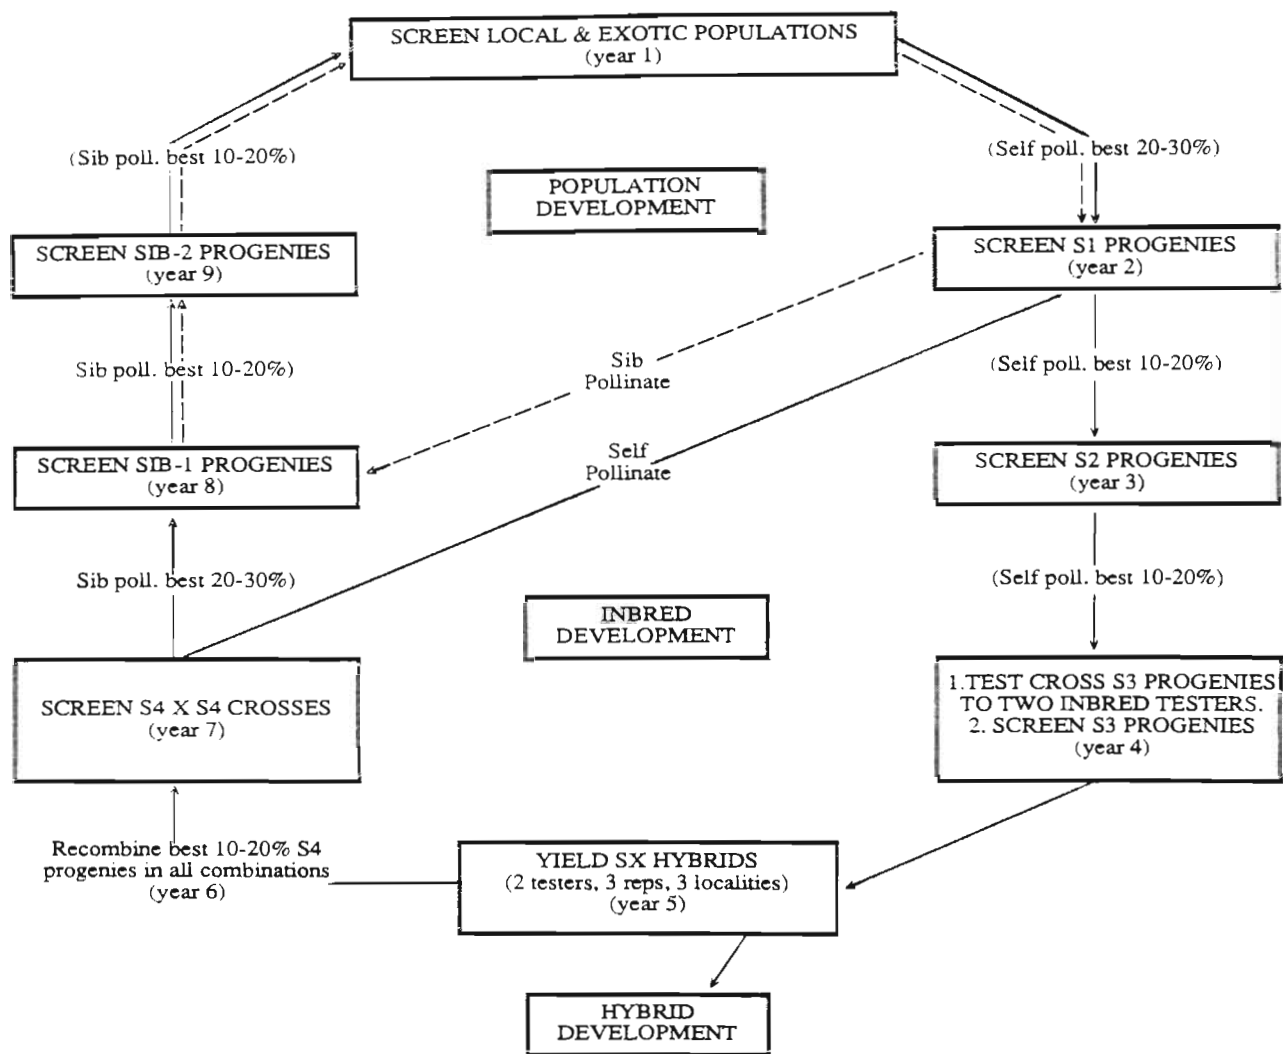 SCREEN LOCAL & EXOTIC POPULATIONS
(year 1)
(Sib poll. best 10-20%)
(Self poll. best 20-30%)
POPULATION
DEVELOPMENT
SCREEN SIB-2 PROGENIES
(year 9)
SCREEN S1 PROGENIES
(year 2)
Sib poll. best 10-20%)
Sib
Pollinate
(Self poll. best 10-20%)
SCREEN SIB-1 PROGENIES
(year 8)
Self
Pollinate
SCREEN S2 PROGENIES
(year 3)
Sib poll. best 20-30%)
(Self poll. best 10-20%)
INBRED
DEVELOPMENT
SCREEN S4 X S4 CROSSES
(year 7)
1.TEST CROSS S3 PROGENIES
TO TWO INBRED TESTERS.
2. SCREEN S3 PROGENIES
(year 4)
Recombine best 10-20% S4
progenies in all combinations
(year 6)
YIELD SX HYBRIDS
(2 testers, 3 reps, 3 localities)
(year 5)
HYBRID
DEVELOPMENT